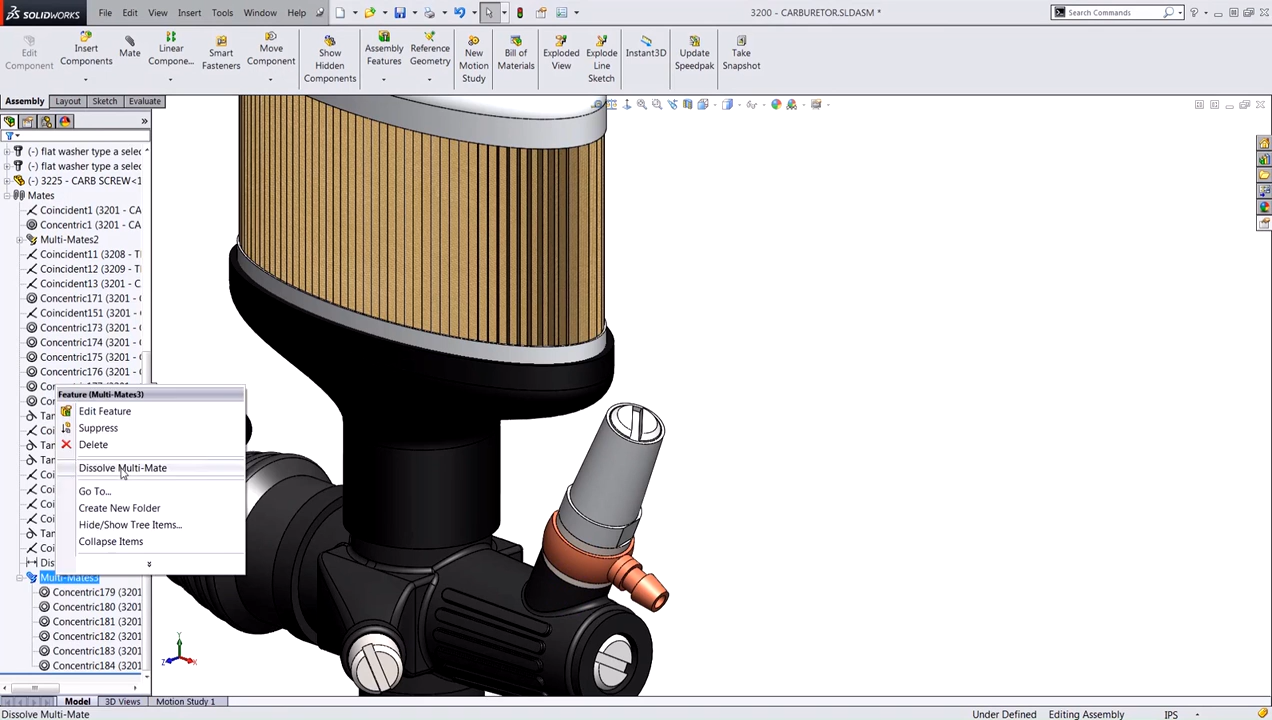 SOLIDWORKS
File Edit View Insert Tools Window Help
3200 - CARBURETOR.SLDASM *
Search Commands
Edit Component
Insert Components
Mate
Linear Compone...
Smart Fasteners
Move Component
Show Hidden Components
Assembly Features
Reference Geometry
New Motion Study
Bill of Materials
Exploded View
Explode Line Sketch
Instant3D
Update Speedpak
Take Snapshot
Assembly Layout Sketch Evaluate
(-) flat washer type a selec
(-) flat washer type a selec
(-) 3225 - CARB SCREW<1
Mates
Coincident1 (3201 - CA
Concentric1 (3201 - CA
Multi-Mates2
Coincident11 (3208 - TH
Coincident12 (3209 - TH
Coincident13 (3201 - C
Concentric171 (3201 - C
Coincident151 (3201 - C
Concentric173 (3201 - C
Concentric174 (3201 - C
Concentric175 (3201 - C
Concentric176 (3201 - C
Feature (Multi-Mates3)
Edit Feature
Suppress
Delete
Dissolve Multi-Mate
Go To...
Create New Folder
Hide/Show Tree Items...
Collapse Items
Multi-Mates3
Concentric179 (3201
Concentric180 (3201
Concentric181 (3201
Concentric182 (3201
Concentric183 (3201
Concentric184 (3201
Y
Z X
Model 3D Views Motion Study 1
Dissolve Multi-Mate
Under Defined Editing Assembly IPS